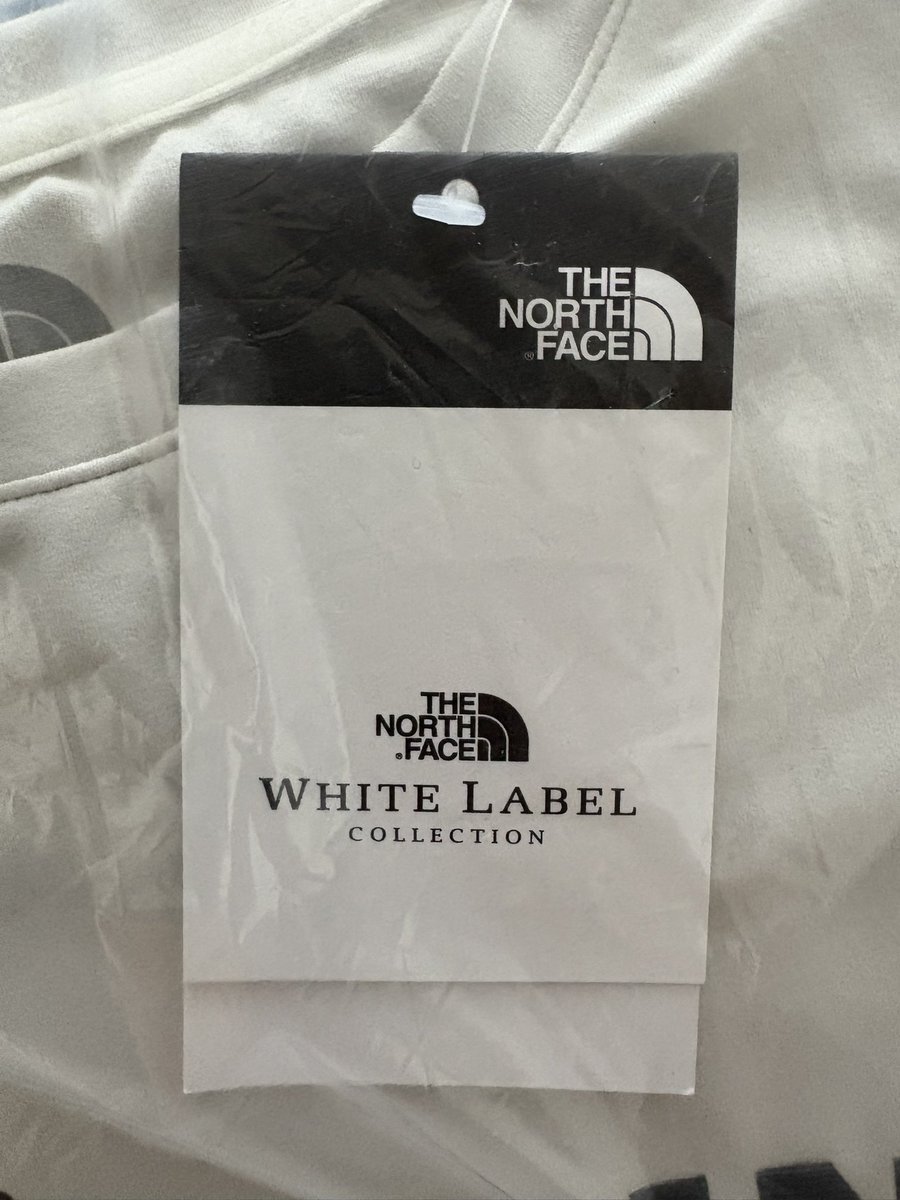 THE
NORTH
® FACE
THE
NORTH
® FACE
WHITE LABEL
COLLECTION